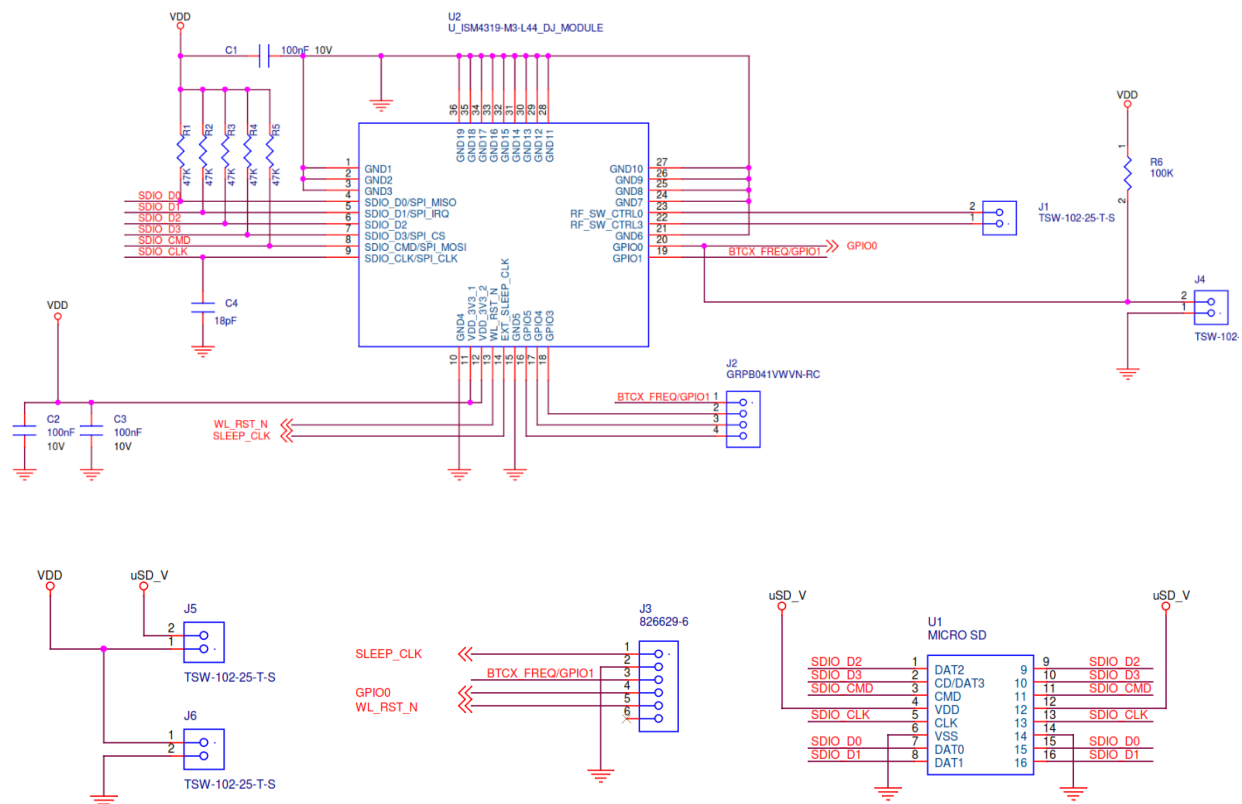 VDD
C1
100nF 10V
U2
U_ISM4319-M3-L44_DJ_MODULE
R1
47K
R2
47K
R3
47K
R4
47K
R5
47K
36
35
34
33
32
31
30
29
28
GND19
GND18
GND17
GND16
GND15
GND14
GND13
GND12
GND11
SDIO_D0
SDIO_D1
SDIO_D2
SDIO_D3
SDIO_CMD
SDIO_CLK
1 GND1
2 GND2
3 GND3
4 SDIO_D0/SPI_MISO
5 SDIO_D1/SPI_IRQ
6 SDIO_D2
7 SDIO_D3/SPI_CS
8 SDIO_CMD/SPI_MOSI
9 SDIO_CLK/SPI_CLK
GND10 27
GND9 26
GND8 25
GND7 24
RF_SW_CTRL0 23
RF_SW_CTRL3 22
GND6 21
GPIO0 20
GPIO1 19
GPIO0
BTCX_FREQ/GPIO1
2
1
J1
TSW-102-25-T-S
VDD
1
R6
100K
2
J4
2
1
TSW-102-
C4
18pF
GND4
VDD_3V3_1
VDD_3V3_2
WL_RST_N
EXT_SLEEP_CLK
GND5
GPIO5
GPIO4
GPIO3
10
11
12
13
14
15
16
17
18
VDD
C2
100nF
10V
C3
100nF
10V
WL_RST_N
SLEEP_CLK
J2
GRPB041VWVN-RC
BTCX_FREQ/GPIO1 1
2
3
4
VDD
uSD_V
J5
2
1
TSW-102-25-T-S
J6
1
2
TSW-102-25-T-S
J3
826629-6
SLEEP_CLK
BTCX_FREQ/GPIO1
GPIO0
WL_RST_N
1
2
3
4
5
6
uSD_V
uSD_V
U1
MICRO SD
SDIO_D2 1 DAT2 9 9 SDIO_D2
SDIO_D3 2 CD/DAT3 10 10 SDIO_D3
SDIO_CMD 3 CMD 11 11 SDIO_CMD
4 VDD 12 12
SDIO_CLK 5 CLK 13 13 SDIO_CLK
6 VSS 14 14
SDIO_D0 7 DAT0 15 15 SDIO_D0
SDIO_D1 8 DAT1 16 16 SDIO_D1